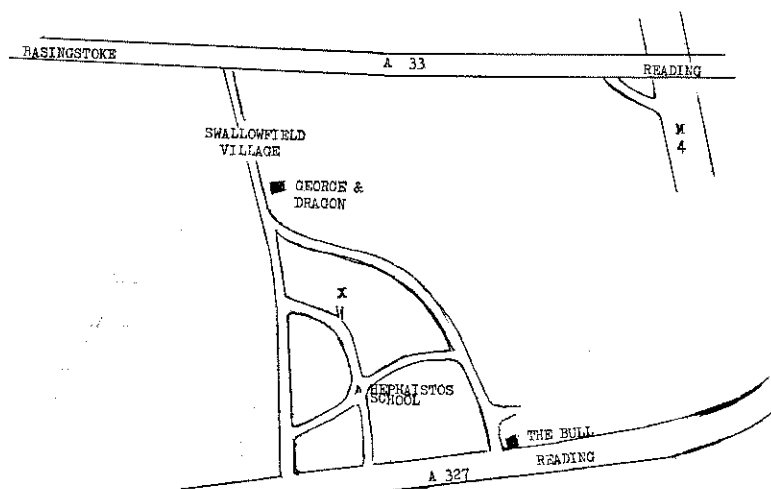 BASINGSTOKE
A 33
READING
M
4
SWALLOWFIELD
VILLAGE
GEORGE &
DRAGON
X
A
HEPHAISTOS
SCHOOL
THE BULL
READING
A 327